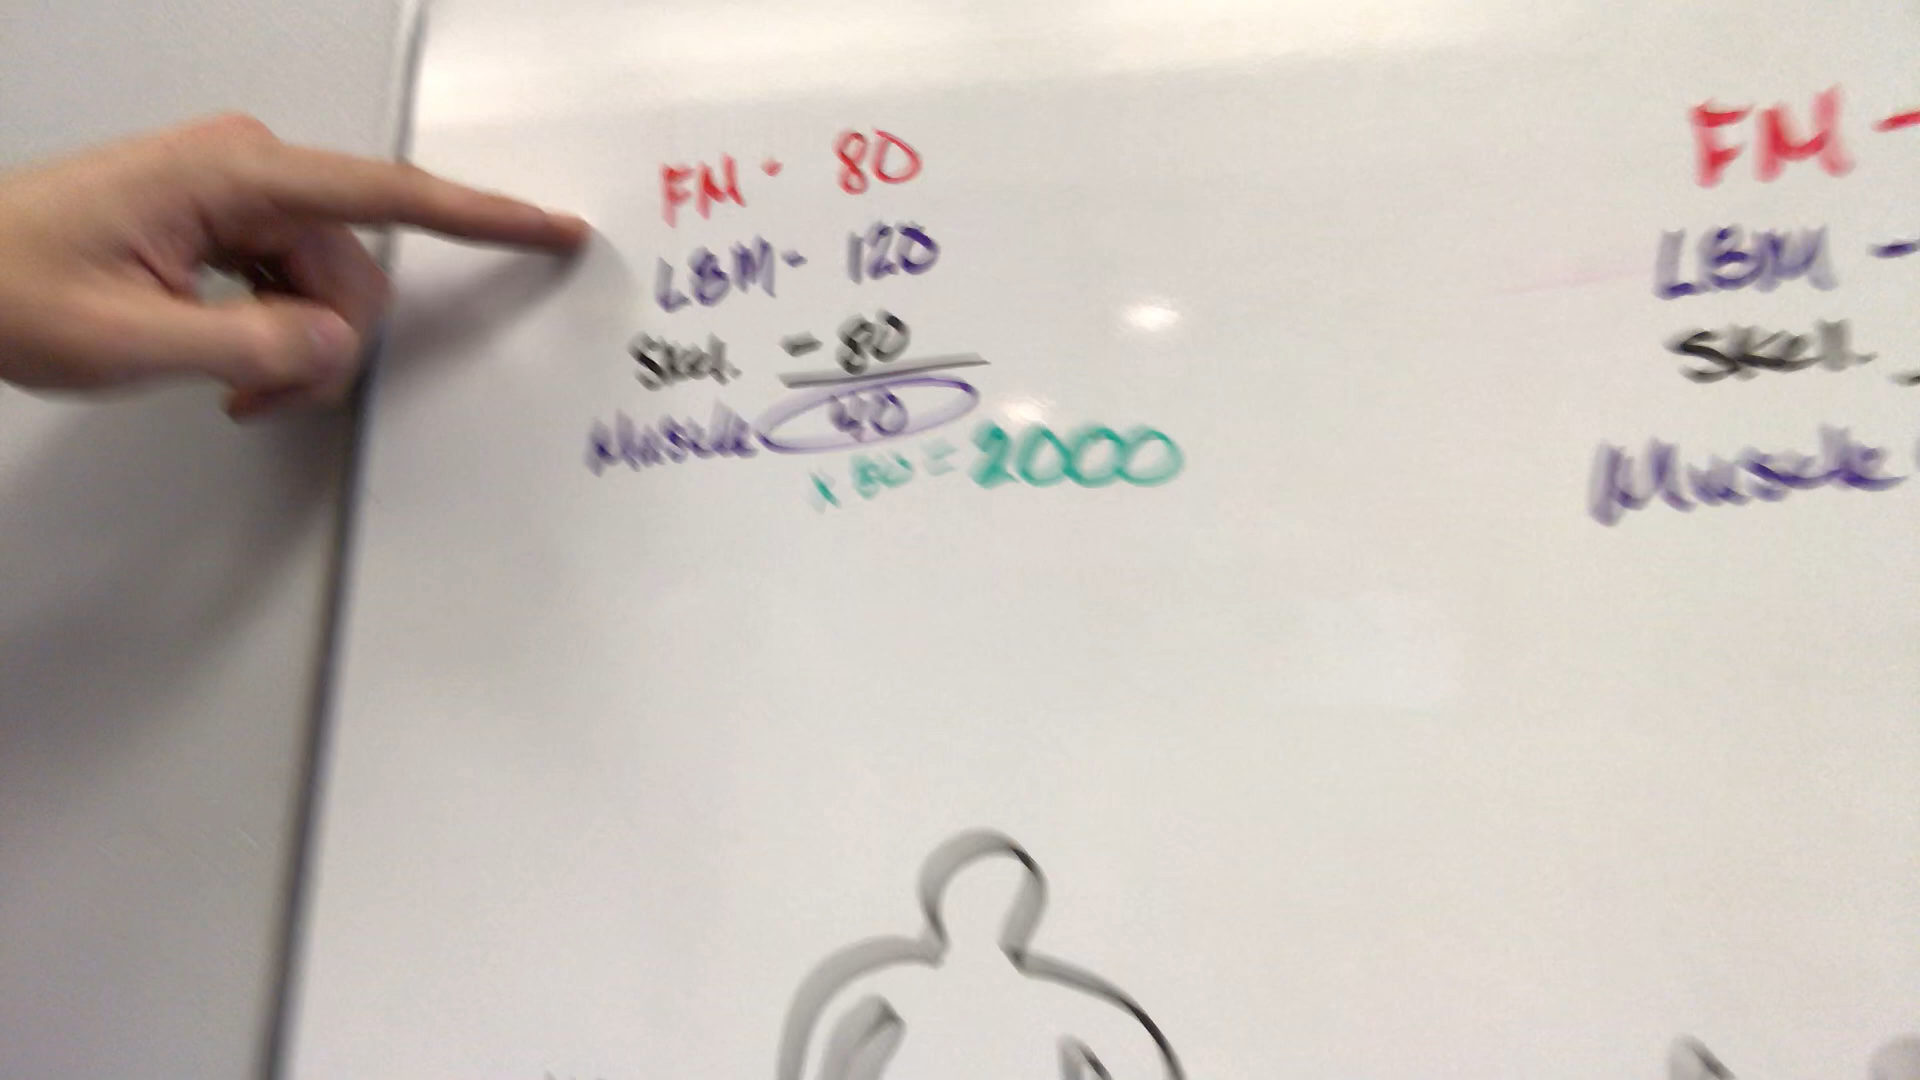 FM - 80
LBM - 120
Skel. - 80
Muscle 40
x 50 = 2000
FM -
LBM -
Skel.
Muscle